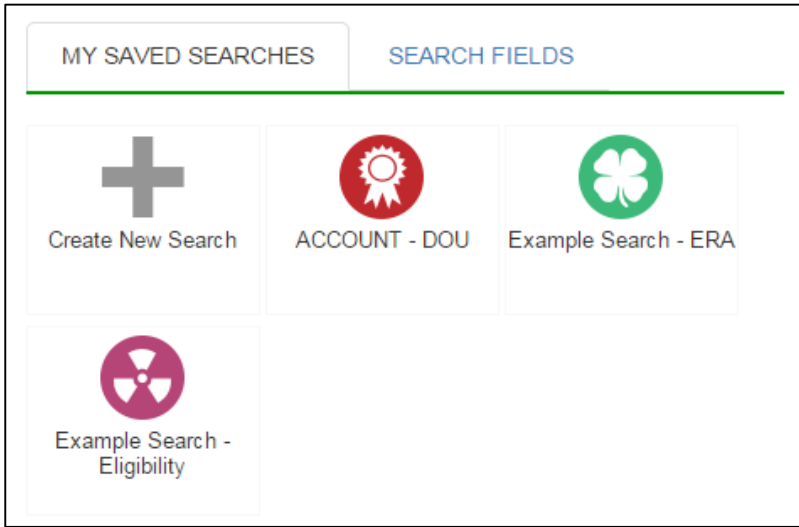 MY SAVED SEARCHES
SEARCH FIELDS
Create New Search
ACCOUNT - DOU
Example Search - ERA
Example Search -
Eligibility